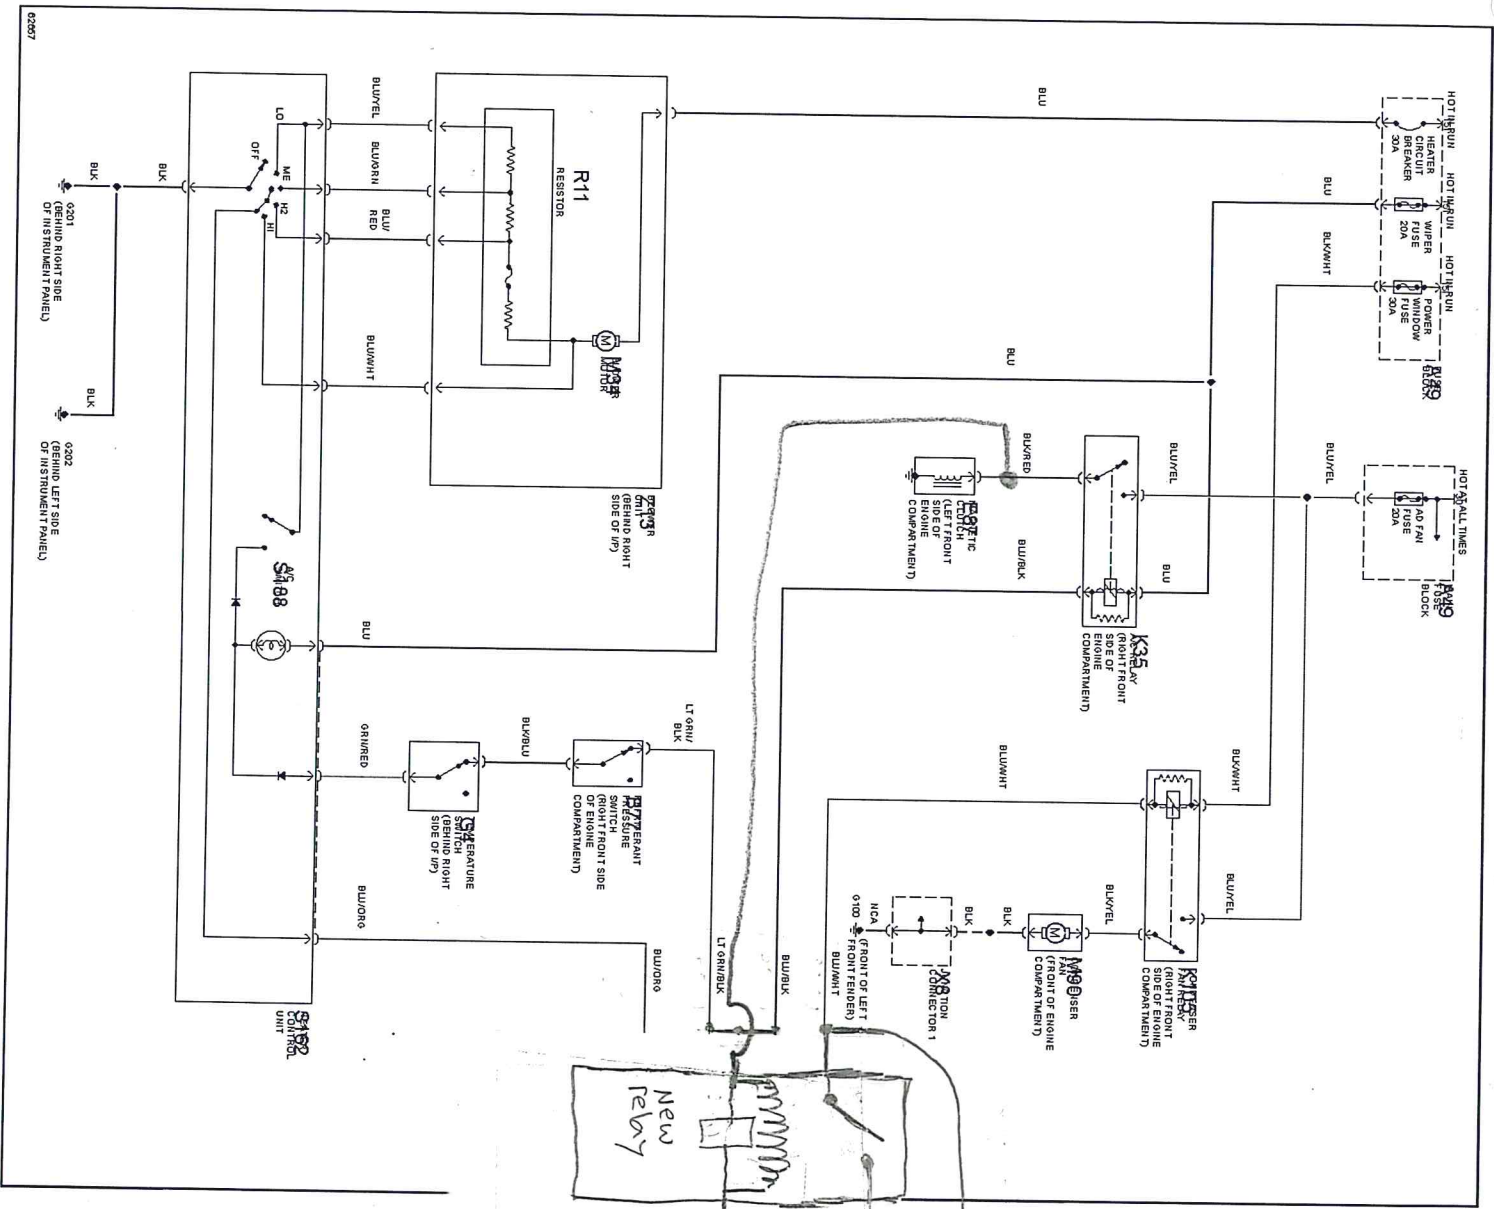 62667
HOT IN RUN
HEATER
CIRCUIT
BREAKER
30A
HOT IN RUN
WIPER
FUSE
20A
HOT IN RUN
POWER
WINDOW
FUSE
30A
HOT AT ALL TIMES
AD FAN
FUSE
20A
BLOCK
BLU
BLU
BLK/WHT
BLU/YEL
BLU
BLU/YEL
BLU/GRN
BLU/
RED
BLU/WHT
R11
RESISTOR
LO
OFF
ME
H2
HI
BLK
BLK
BLK
G201
(BEHIND RIGHT SIDE
OF INSTRUMENT PANEL)
G202
(BEHIND LEFT SIDE
OF INSTRUMENT PANEL)
(BEHIND RIGHT
SIDE OF I/P)
BLK/RED
BLU/YEL
BLU/BLK
BLU
(LEFT FRONT
SIDE OF
ENGINE
COMPARTMENT)
K35
(RIGHT FRONT
SIDE OF
ENGINE
COMPARTMENT)
BLU
GRN/RED
BLK/BLU
LT GRN/
BLK
SWITCH
(BEHIND RIGHT
SIDE OF I/P)
PRESSURE
SWITCH
(RIGHT FRONT SIDE
OF ENGINE
COMPARTMENT)
BLU/WHT
BLK/WHT
BLU/YEL
BLK/YEL
BLK
BLK
NCA
G100
(FRONT OF LEFT
FRONT FENDER)
CONNECTOR 1
FAN
(FRONT OF ENGINE
COMPARTMENT)
(RIGHT FRONT
SIDE OF ENGINE
COMPARTMENT)
BLU/ORG
BLU/ORG
LT GRN/BLK
BLU/BLK
BLU/WHT
CONTROL
UNIT
New
relay